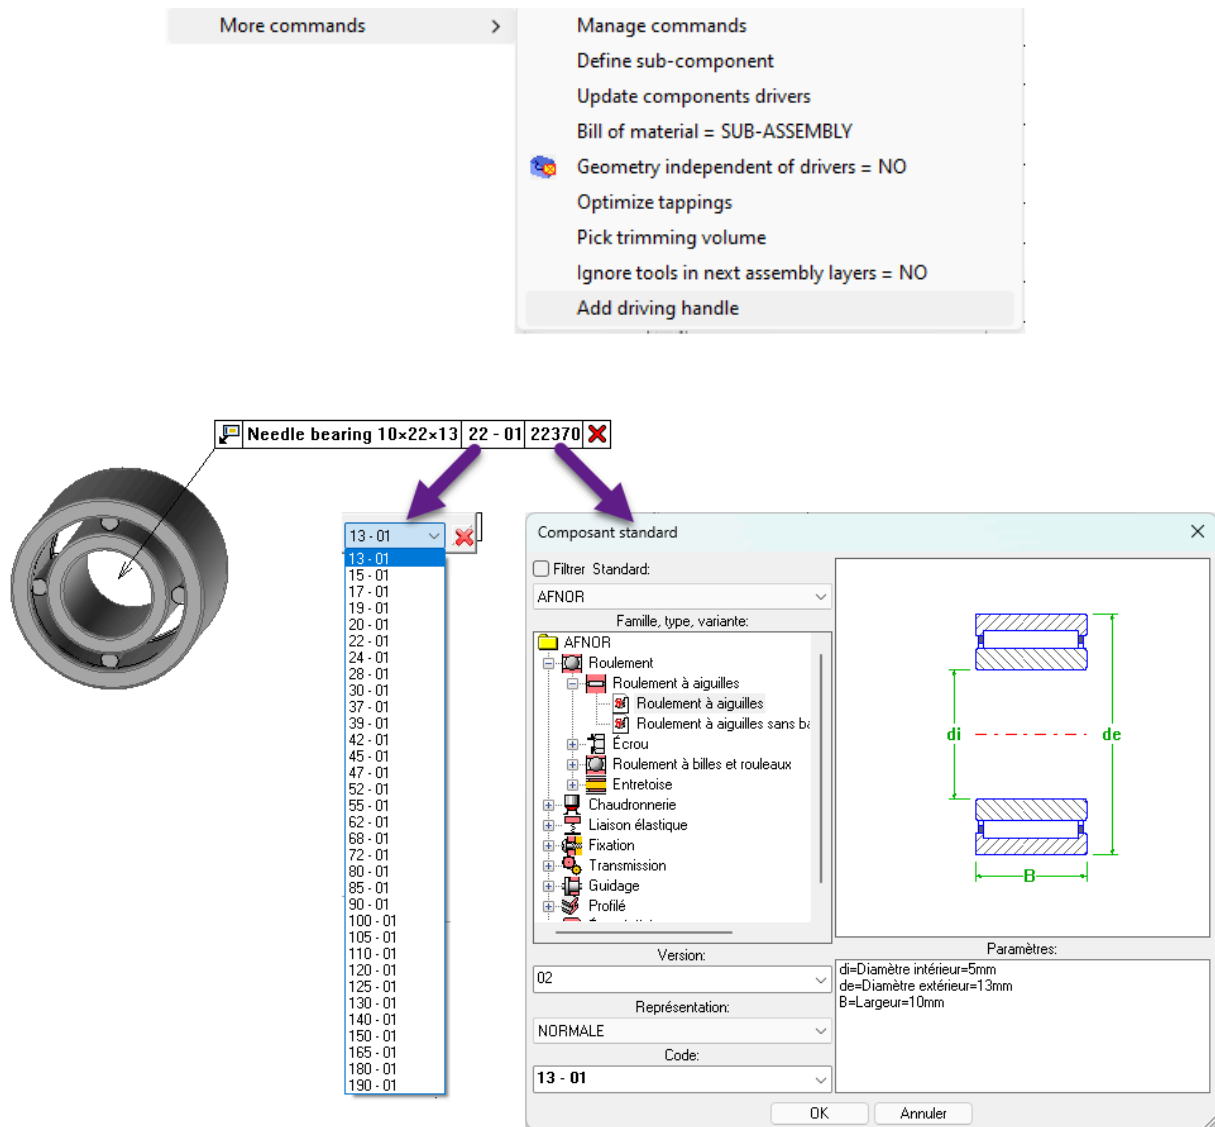 More commands
Manage commands
Define sub-component
Update components drivers
Bill of material = SUB-ASSEMBLY
Geometry independent of drivers = NO
Optimize tappings
Pick trimming volume
Ignore tools in next assembly layers = NO
Add driving handle
Needle bearing 10×22×13 22 - 01 22370
13 - 01
13 - 01
15 - 01
17 - 01
19 - 01
20 - 01
22 - 01
24 - 01
28 - 01
30 - 01
37 - 01
39 - 01
42 - 01
45 - 01
47 - 01
52 - 01
55 - 01
62 - 01
68 - 01
72 - 01
80 - 01
85 - 01
90 - 01
100 - 01
105 - 01
110 - 01
120 - 01
125 - 01
130 - 01
140 - 01
150 - 01
165 - 01
180 - 01
190 - 01
Composant standard
Filtrer Standard:
AFNOR
Famille, type, variante:
AFNOR
Roulement
Roulement à aiguilles
Roulement à aiguilles
Roulement à aiguilles sans ba
Écrou
Roulement à billes et rouleaux
Entretoise
Chaudronnerie
Liaison élastique
Fixation
Transmission
Guidage
Profilé
Version:
02
Représentation:
NORMALE
Code:
13 - 01
di
de
B
Paramètres:
di=Diamètre intérieur=5mm
de=Diamètre extérieur=13mm
B=Largeur=10mm
OK
Annuler